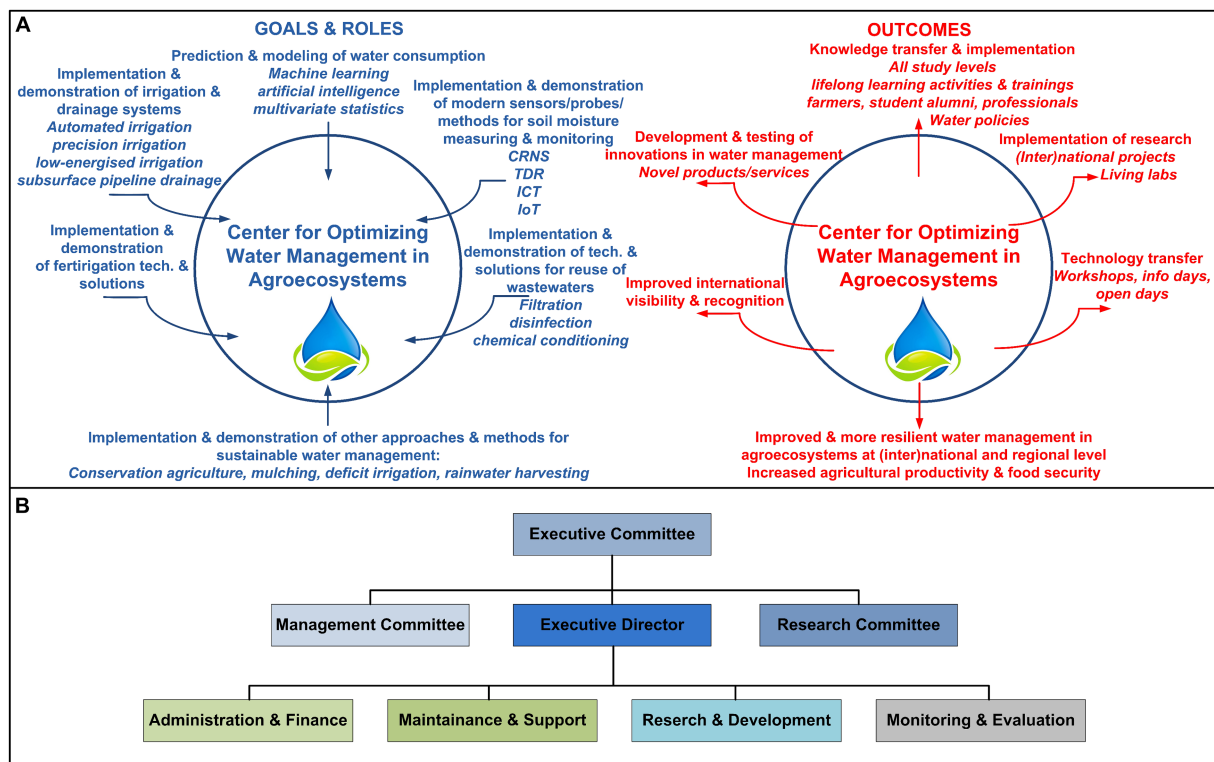 A
GOALS & ROLES
Prediction & modeling of water consumption
Machine learning
artificial intelligence
multivariate statistics
Implementation &
demonstration of irrigation &
drainage systems
Automated irrigation
precision irrigation
low-energised irrigation
subsurface pipeline drainage
Implementation & demonstration
of modern sensors/probes/
methods for soil moisture
measuring & monitoring
CRNS
TDR
ICT
IoT
Implementation &
demonstration
of fertirigation tech. &
solutions
Center for Optimizing
Water Management in
Agroecosystems
Implementation &
demonstration of tech. &
solutions for reuse of
wastewaters
Filtration
disinfection
chemical conditioning
Implementation & demonstration of other approaches & methods for
sustainable water management:
Conservation agriculture, mulching, deficit irrigation, rainwater harvesting
OUTCOMES
Knowledge transfer & implementation
All study levels
lifelong learning activities & trainings
farmers, student alumni, professionals
Water policies
Development & testing of
innovations in water management
Novel products/services
Implementation of research
(Inter)national projects
Living labs
Center for Optimizing
Water Management in
Agroecosystems
Improved international
visibility & recognition
Technology transfer
Workshops, info days,
open days
Improved & more resilient water management in
agroecosystems at (inter)national and regional level
Increased agricultural productivity & food security
B
Executive Committee
Management Committee
Executive Director
Research Committee
Administration & Finance
Maintainance & Support
Reserch & Development
Monitoring & Evaluation